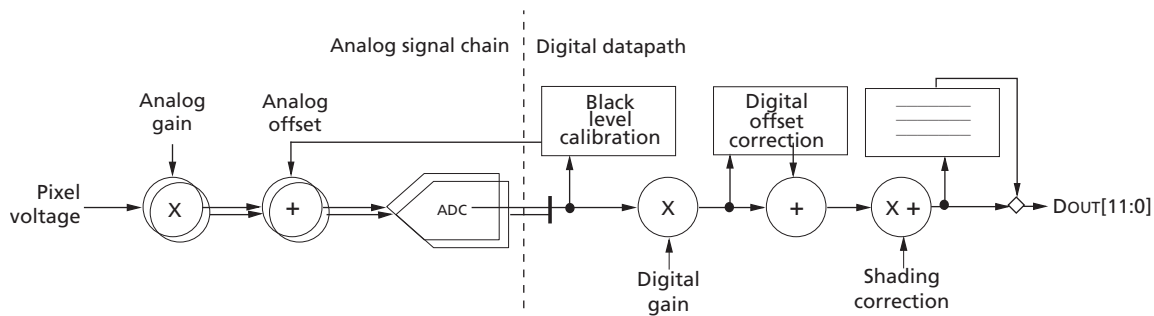 Analog signal chain
Digital datapath
Analog
gain
Analog
offset
Black
level
calibration
Digital
offset
correction
Pixel
voltage
X
+
ADC
X
+
X +
DOUT[11:0]
Digital
gain
Shading
correction